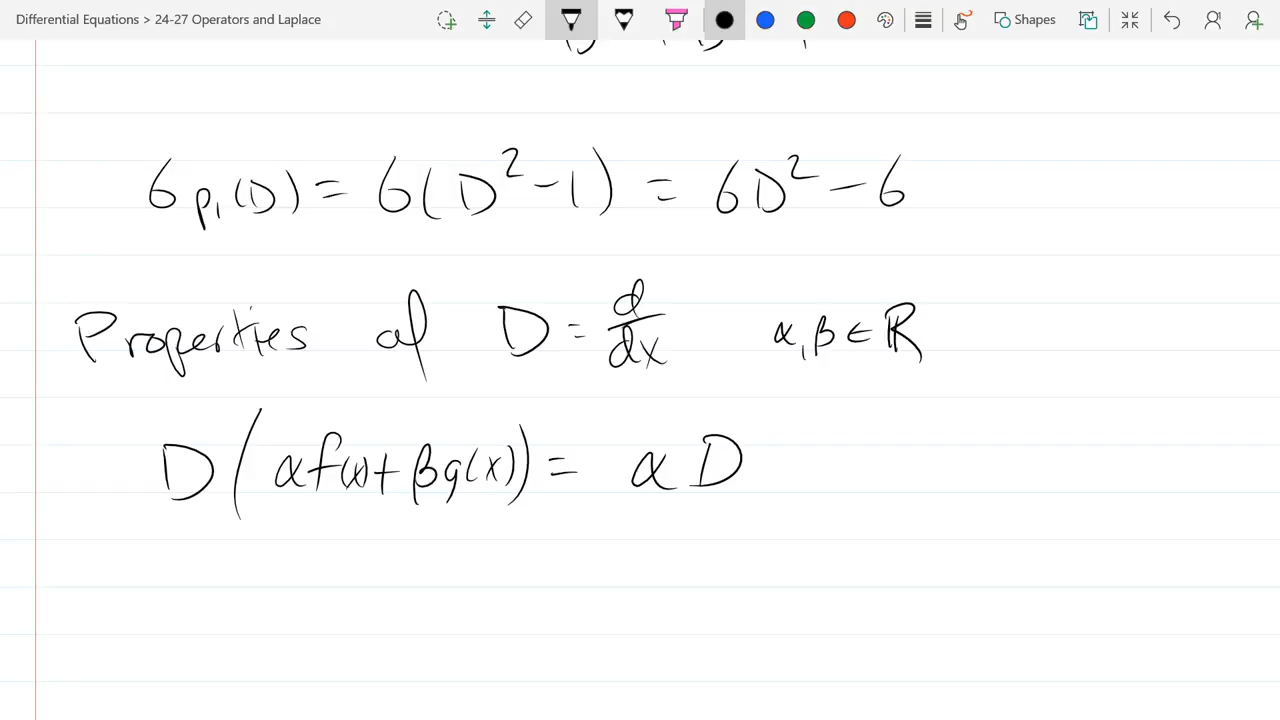 Differential Equations > 24-27 Operators and Laplace Shapes
6p₁(D) = 6(D² - 1) = 6D² - 6
Properties of D = d/dx α, β ∈ ℝ
D(αf(x) + βg(x)) = α D